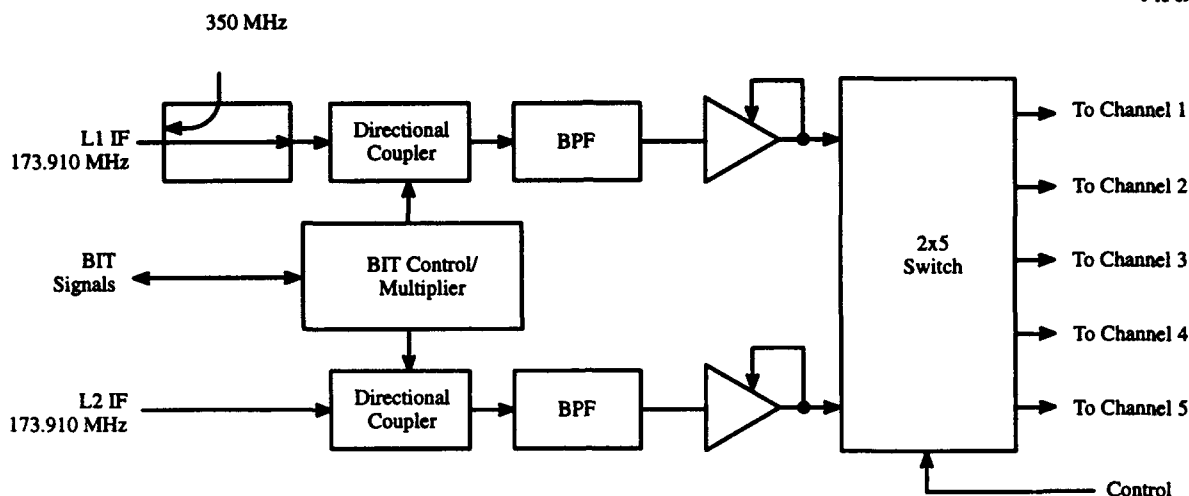 350 MHz
L1 IF
173.910 MHz
Directional
Coupler
BPF
To Channel 1
To Channel 2
BIT
Signals
BIT Control/
Multiplier
2x5
Switch
To Channel 3
To Channel 4
L2 IF
173.910 MHz
Directional
Coupler
BPF
To Channel 5
Control